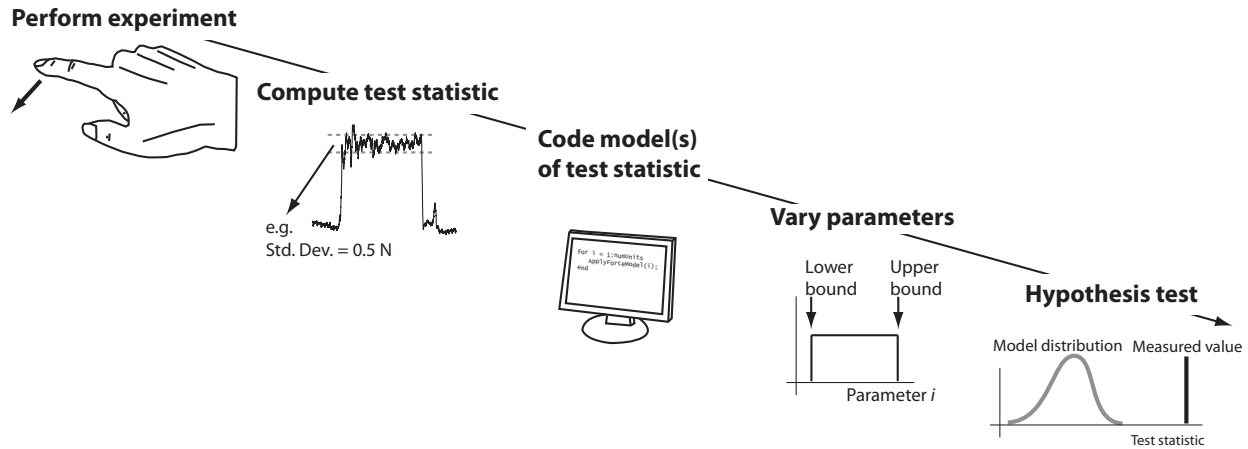 Perform experiment
Compute test statistic
e.g.
Std. Dev. = 0.5 N
Code model(s)
of test statistic
for i = 1:NumUnits
ApplyForceModel(i);
end
Vary parameters
Lower
bound
Upper
bound
Parameter i
Hypothesis test
Model distribution
Measured value
Test statistic